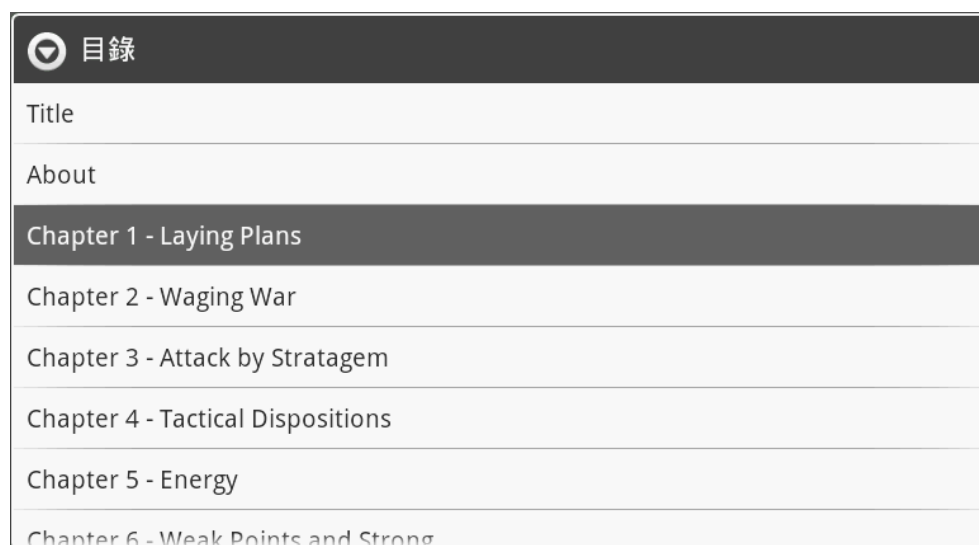 目錄
Title
About
Chapter 1 - Laying Plans
Chapter 2 - Waging War
Chapter 3 - Attack by Stratagem
Chapter 4 - Tactical Dispositions
Chapter 5 - Energy
Chapter 6 - Weak Points and Strong